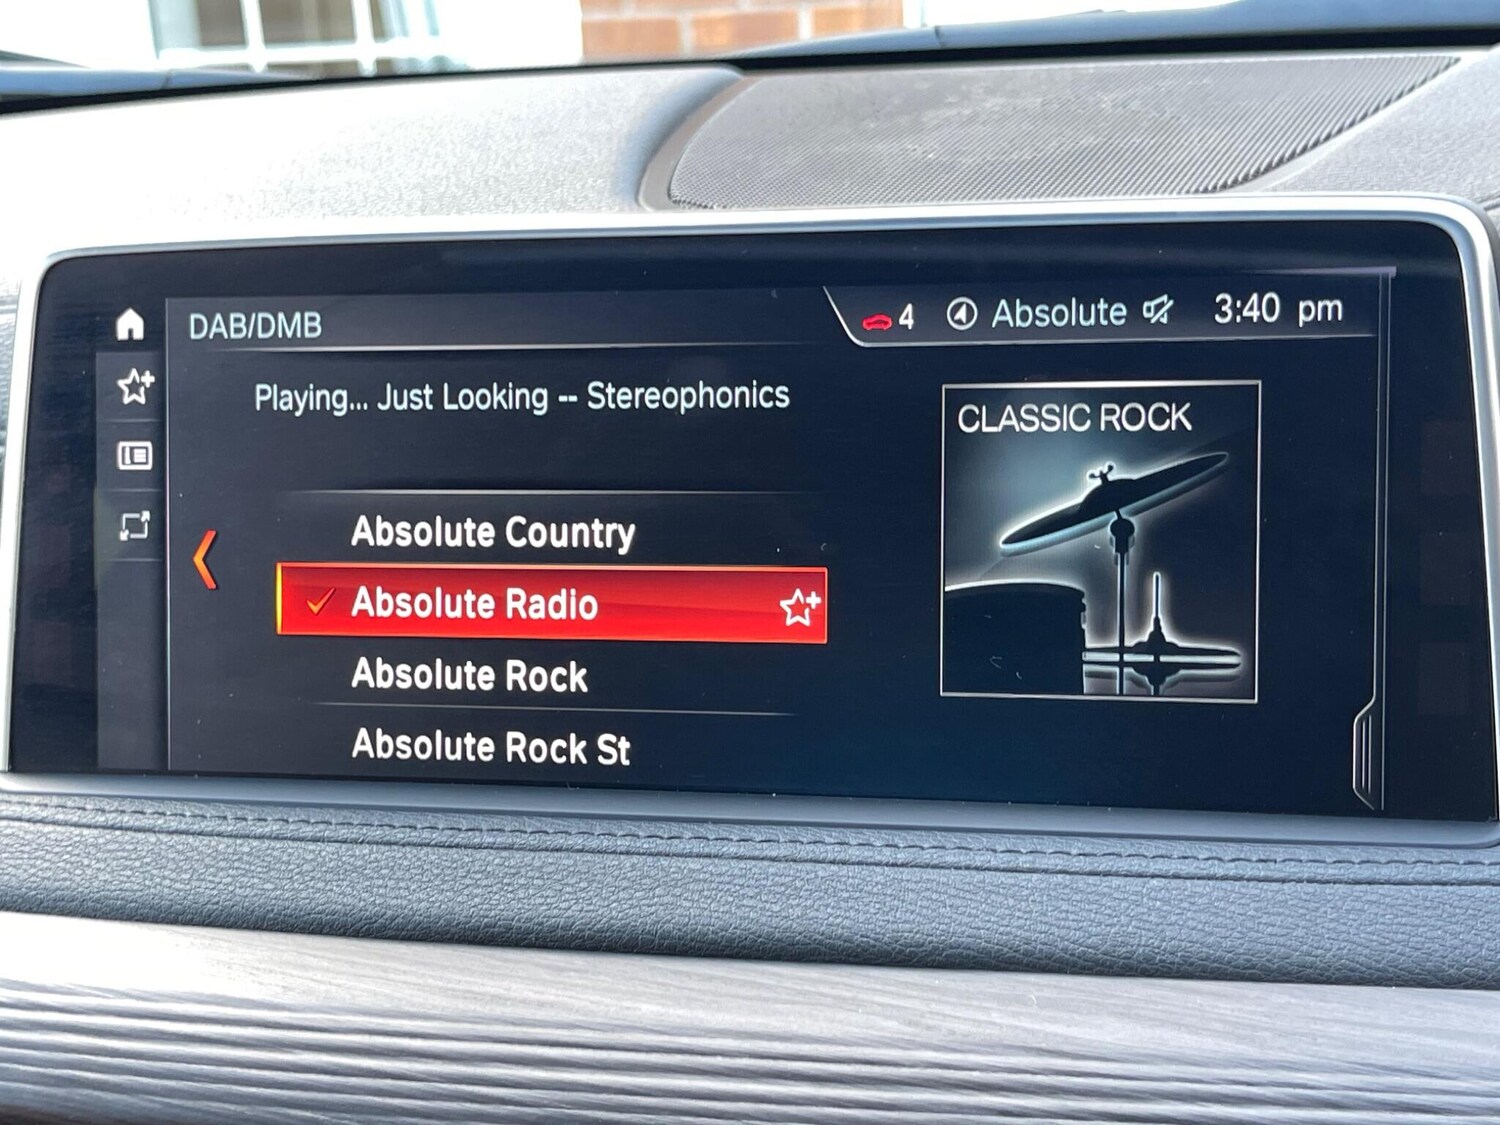 DAB/DMB
4 Absolute 3:40 pm
Playing... Just Looking -- Stereophonics
CLASSIC ROCK
Absolute Country
Absolute Radio
Absolute Rock
Absolute Rock St